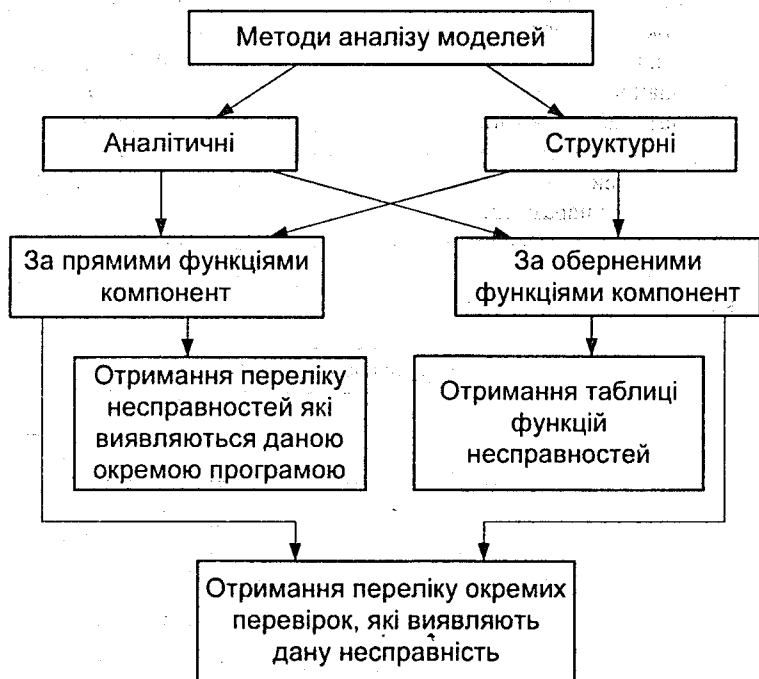 Методи аналізу моделей
Аналітичні
Структурні
За прямими функціями
компонент
За оберненими
функціями компонент
Отримання переліку
несправностей які
виявляються даною
окремою програмою
Отримання таблиці
функцій
несправностей
Отримання переліку окремих
перевірок, які виявляють
дану несправність